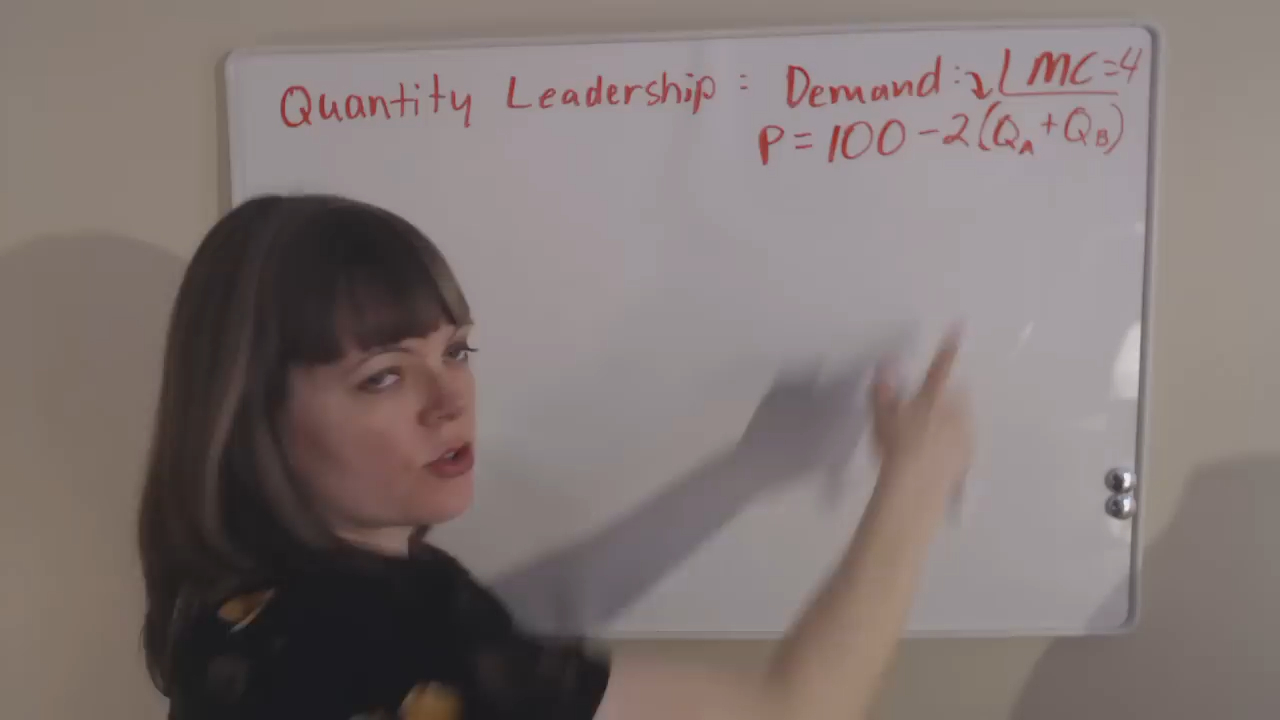 Quantity Leadership : Demand : ↴ MC=4
P = 100 - 2(QA + QB)